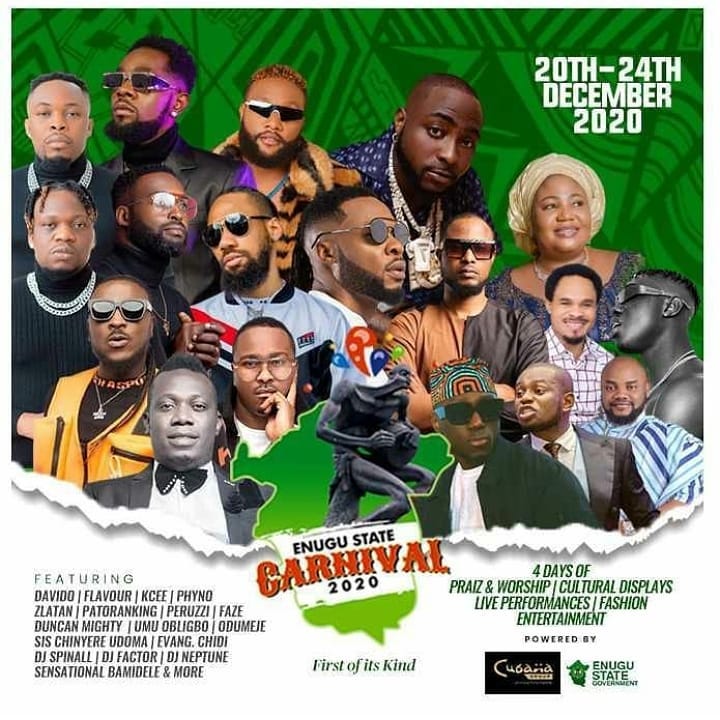 20TH-24TH
DECEMBER
2020
ENUGU STATE
CARNIVAL
2020
FEATURING
DAVIDO | FLAVOUR | KCEE | PHYNO
ZLATAN | PATORANKING | PERUZZI | FAZE
DUNCAN MIGHTY | UMU OBLIGBO | ODUMEJE
SIS CHINYERE UDOMA | EVANG. CHIDI
DJ SPINALL | DJ FACTOR | DJ NEPTUNE
SENSATIONAL BAMIDELE & MORE
First of its Kind
4 DAYS OF
PRAIZ & WORSHIP | CULTURAL DISPLAYS
LIVE PERFORMANCES | FASHION
ENTERTAINMENT
POWERED BY
Cubana
GROUP
ENUGU
STATE
GOVERNMENT